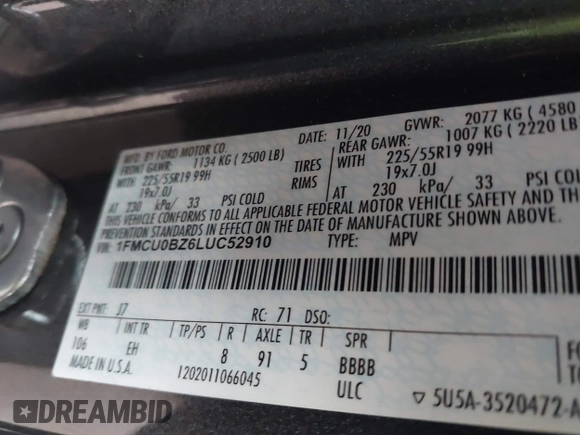 MFD. BY FORD MOTOR CO.
DATE: 11/20 GVWR: 2077 KG ( 4580
FRONT GAWR: 1134 KG ( 2500 LB) REAR GAWR: 1007 KG ( 2220 LB
WITH 225/55R19 99H TIRES WITH 225/55R19 99H
19x7.0J RIMS 19x7.0J
AT 230 kPa/ 33 PSI COLD AT 230 kPa/ 33 PSI COLD
THIS VEHICLE CONFORMS TO ALL APPLICABLE FEDERAL MOTOR VEHICLE SAFETY AND
PREVENTION STANDARDS IN EFFECT ON THE DATE OF MANUFACTURE SHOWN
VIN: 1FMCU0BZ6LUC52910 TYPE: MPV
EXT PNT: J7 RC: 71 DSO:
WB INT TR TP/PS R AXLE TR SPR
106 EH 8 91 5 BBBB
MADE IN U.S.A. 1202011066045 ULC
▽ 5U5A-3520472-A
DREAMBID